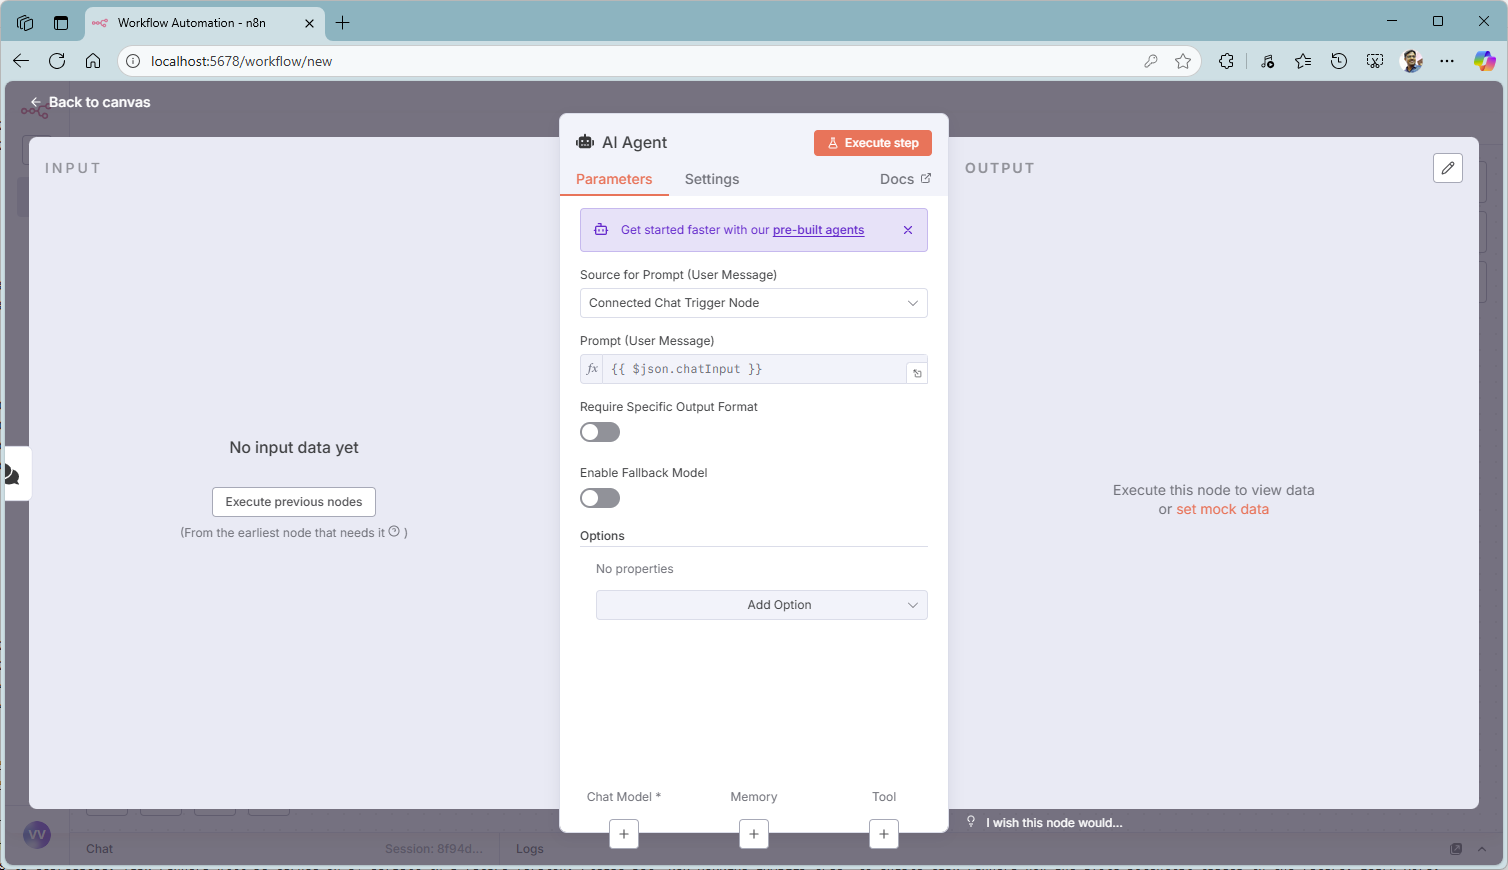 Workflow Automation - n8n
localhost:5678/workflow/new
Back to canvas
INPUT
No input data yet
Execute previous nodes
(From the earliest node that needs it )
AI Agent
Execute step
Parameters
Settings
Docs
Get started faster with our pre-built agents
Source for Prompt (User Message)
Connected Chat Trigger Node
Prompt (User Message)
fx {{ $json.chatInput }}
Require Specific Output Format
Enable Fallback Model
Options
No properties
Add Option
Chat Model *
Memory
Tool
OUTPUT
Execute this node to view data
or set mock data
I wish this node would...
VV
Chat
Session: 8f94d...
Logs